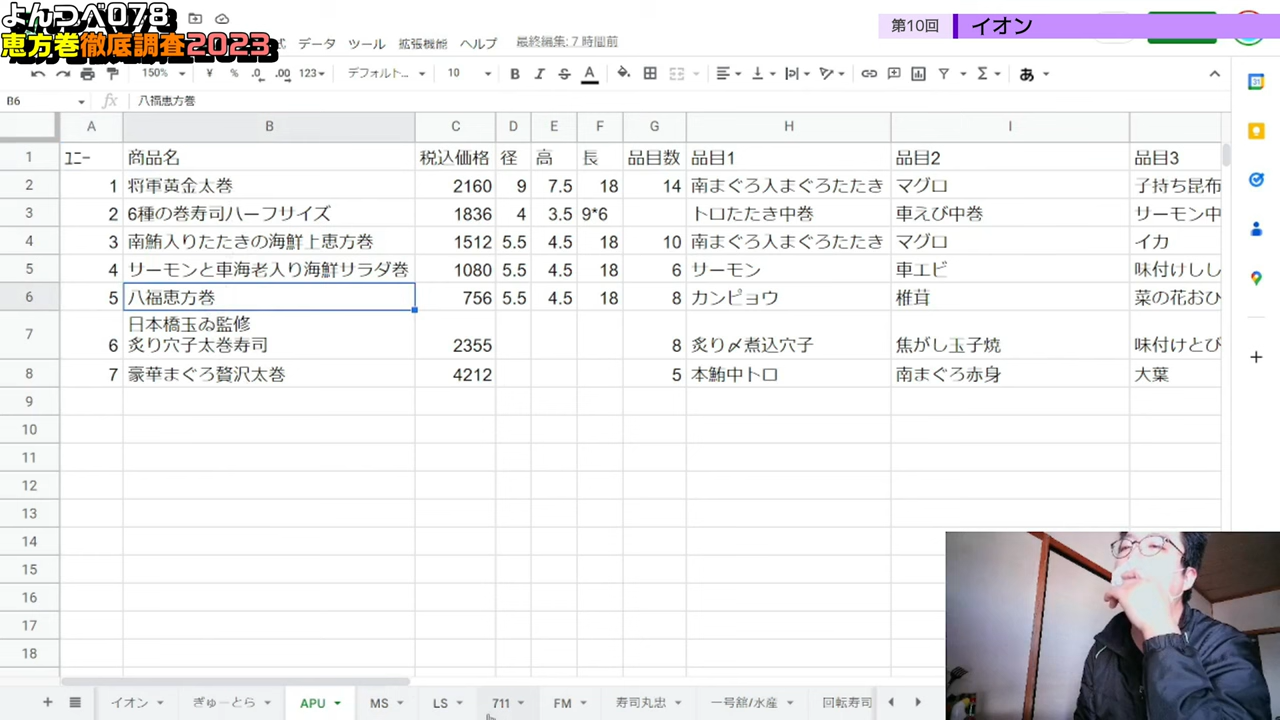 よんつべ078
恵方巻徹底調査2023
第10回 イオン
データ ツール 拡張機能 ヘルプ 最終編集: 7 時間前
150% ¥ % .0 .00 123 デフォルト... 10 B I S A あ
B6 fx 八福恵方巻
A B C D E F G H I
1 ﾕﾆｰ 商品名 税込価格 径 高 長 品目数 品目1 品目2 品目3
2 1 将軍黄金太巻 2160 9 7.5 18 14 南まぐろ入まぐろたたき マグロ 子持ち昆布
3 2 6種の巻寿司ハーフサイズ 1836 4 3.5 9*6 トロたたき中巻 車えび中巻 サーモン中
4 3 南鮪入りたたきの海鮮上恵方巻 1512 5.5 4.5 18 10 南まぐろ入まぐろたたき マグロ イカ
5 4 サーモンと車海老入り海鮮サラダ巻 1080 5.5 4.5 18 6 サーモン 車エビ 味付けしし
6 5 八福恵方巻 756 5.5 4.5 18 8 カンピョウ 椎茸 菜の花おひ
日本橋玉ゐ監修
7 6 炙り穴子太巻寿司 2355 8 炙り〆煮込穴子 焦がし玉子焼 味付けとび
8 7 豪華まぐろ贅沢太巻 4212 5 本鮪中トロ 南まぐろ赤身 大葉
9
10
11
12
13
14
15
16
17
18
イオン ぎゅーとら APU MS LS 711 FM 寿司丸忠 一号舘/水産 回転寿司